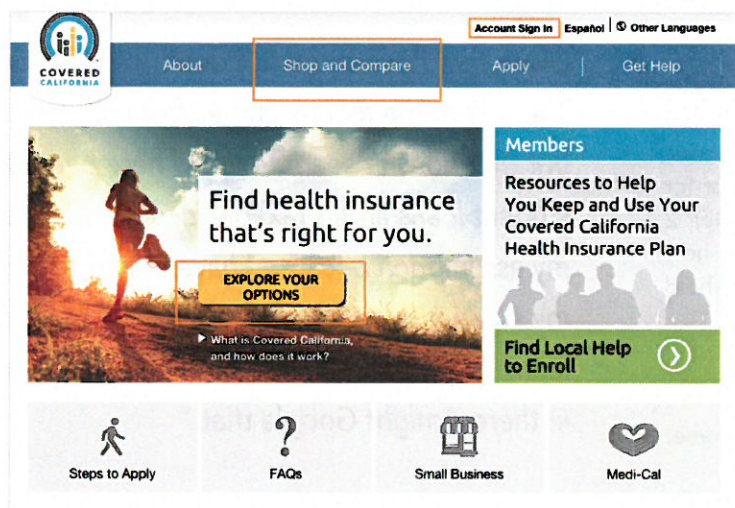 Account Sign In Español Other Languages
COVERED
CALIFORNIA
About Shop and Compare Apply Get Help
Find health insurance
that's right for you.
EXPLORE YOUR
OPTIONS
What is Covered California,
and how does it work?
Members
Resources to Help
You Keep and Use Your
Covered California
Health Insurance Plan
Find Local Help
to Enroll
Steps to Apply FAQs Small Business Medi-Cal